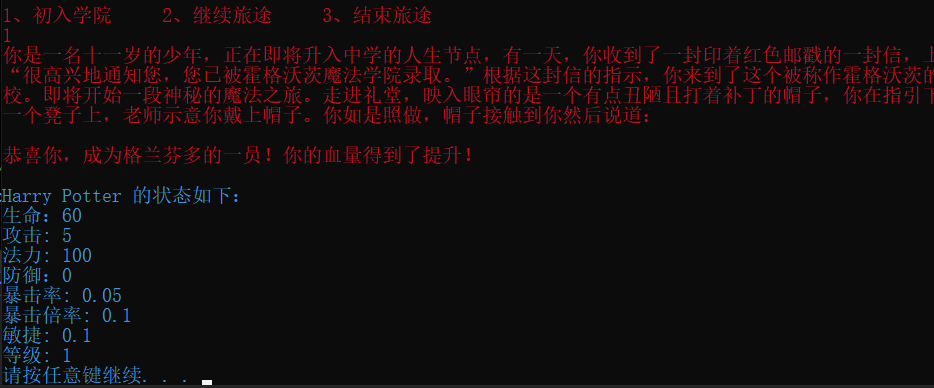 1、初入学院 2、继续旅途 3、结束旅途
1
你是一名十一岁的少年，正在即将升入中学的人生节点，有一天，你收到了一封印着红色邮戳的一封信，
“很高兴地通知您，您已被霍格沃茨魔法学院录取。”根据这封信的指示，你来到了这个被称作霍格沃茨的
校。即将开始一段神秘的魔法之旅。走进礼堂，映入眼帘的是一个有点丑陋且打着补丁的帽子，你在指引下
一个凳子上，老师示意你戴上帽子。你如是照做，帽子接触到你然后说道：
恭喜你，成为格兰芬多的一员！你的血量得到了提升！
Harry Potter 的状态如下：
生命：60
攻击：5
法力：100
防御：0
暴击率：0.05
暴击倍率：0.1
敏捷：0.1
等级：1
请按任意键继续. . .